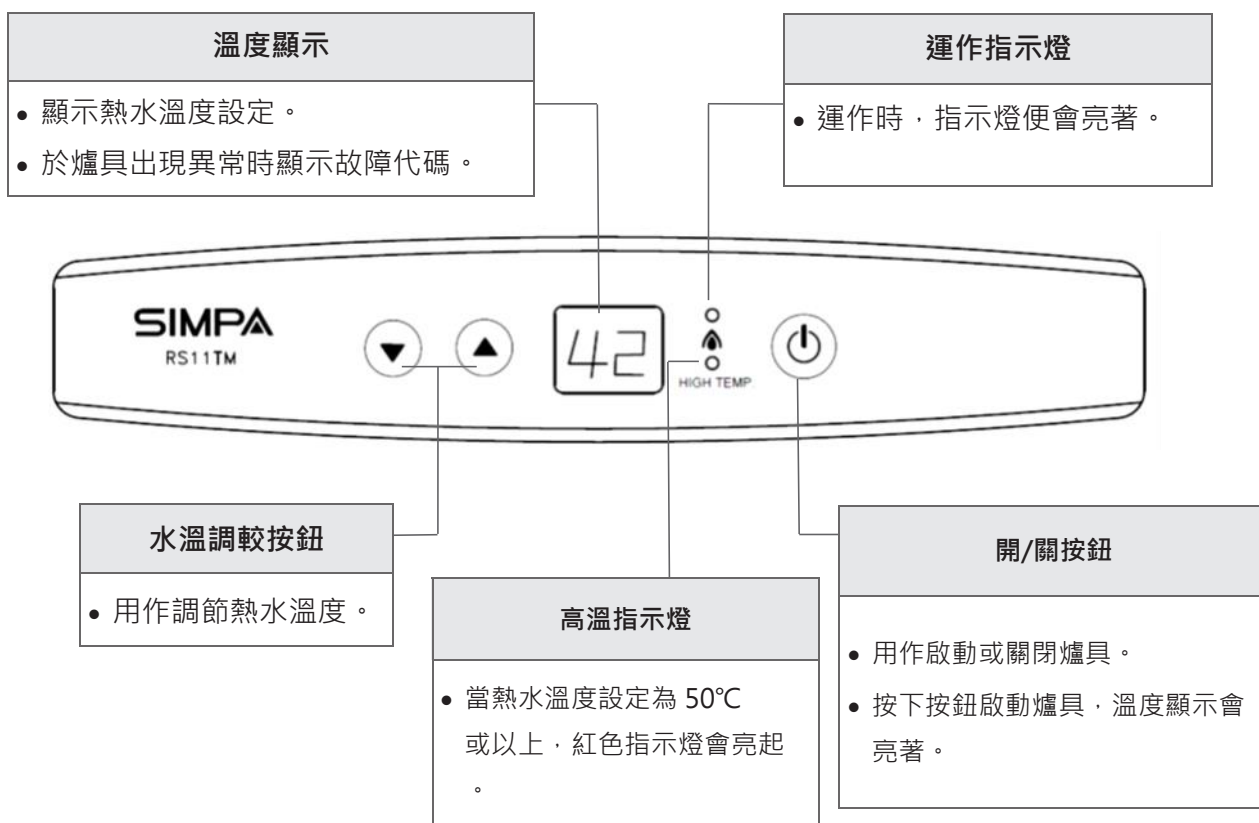 溫度顯示
• 顯示熱水溫度設定。
• 於爐具出現異常時顯示故障代碼。
運作指示燈
• 運作時，指示燈便會亮著。
SIMPA
RS11TM
42
HIGH TEMP.
水溫調較按鈕
• 用作調節熱水溫度。
高溫指示燈
• 當熱水溫度設定為 50℃
或以上，紅色指示燈會亮起
。
開/關按鈕
• 用作啟動或關閉爐具。
• 按下按鈕啟動爐具，溫度顯示會
亮著。